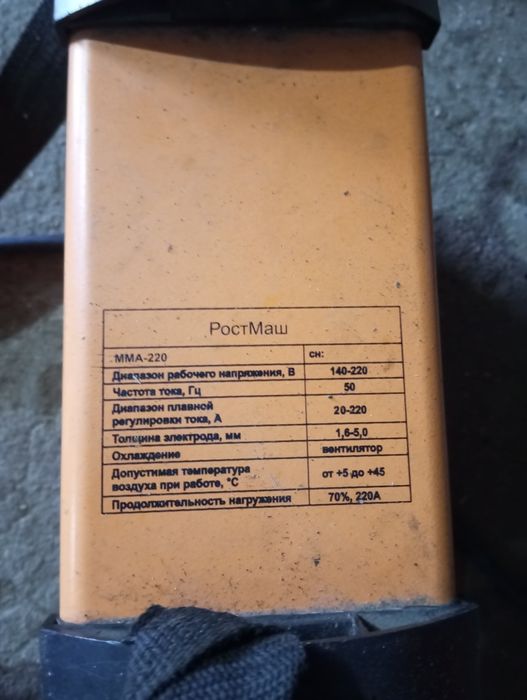 РостМаш
ММА-220 сн:
Диапазон рабочего напряжения, В 140-220
Частота тока, Гц 50
Диапазон плавной
регулировки тока, А 20-220
Толщина электрода, мм 1,6-5,0
Охлаждение вентилятор
Допустимая температура
воздуха при работе, °С от +5 до +45
Продолжительность нагружения 70%, 220А